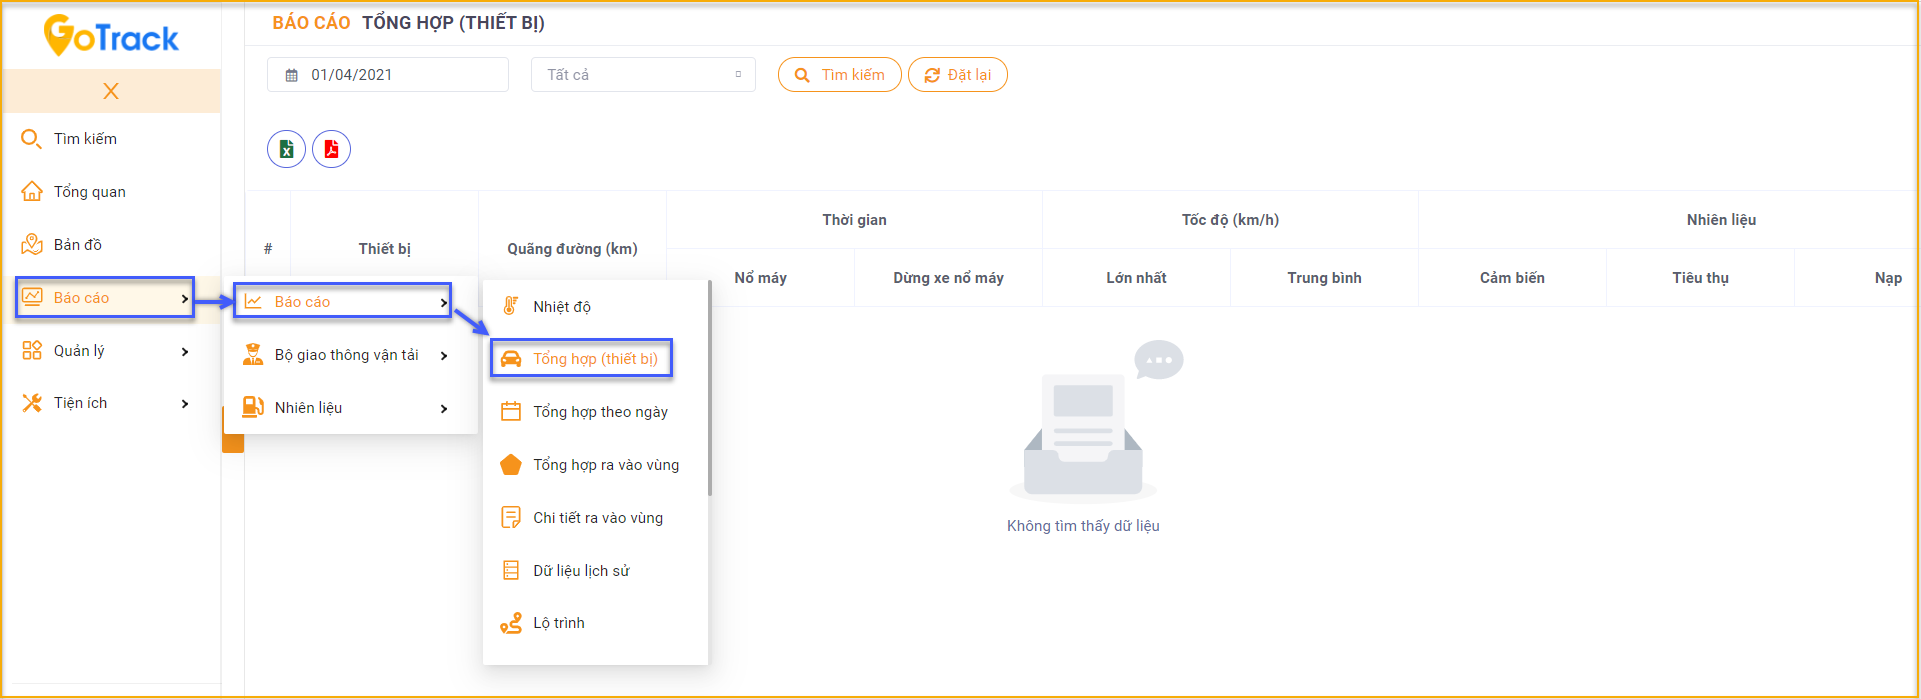 GoTrack
X
Tìm kiếm
Tổng quan
Bản đồ
Báo cáo
Quản lý
Tiện ích
Báo cáo
Bộ giao thông vận tải
Nhiên liệu
Nhiệt độ
Tổng hợp (thiết bị)
Tổng hợp theo ngày
Tổng hợp ra vào vùng
Chi tiết ra vào vùng
Dữ liệu lịch sử
Lộ trình
BÁO CÁO TỔNG HỢP (THIẾT BỊ)
01/04/2021
Tất cả
Tìm kiếm
Đặt lại
# Thiết bị Quãng đường (km) Thời gian Tốc độ (km/h) Nhiên liệu
Nổ máy Dừng xe nổ máy Lớn nhất Trung bình Cảm biến Tiêu thụ Nạp
Không tìm thấy dữ liệu